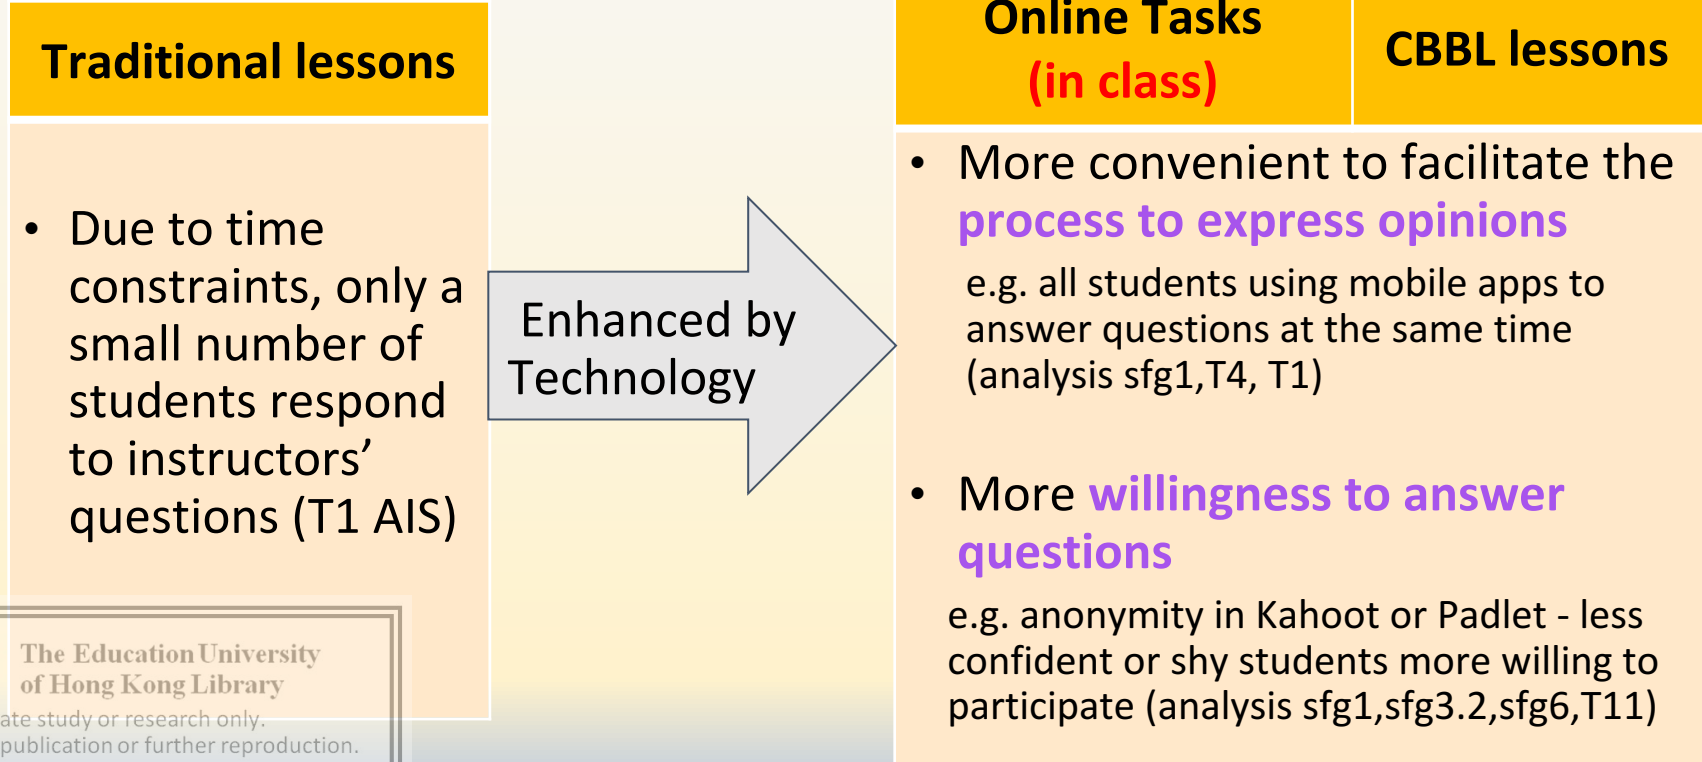 Traditional lessons
• Due to time
constraints, only a
small number of
students respond
to instructors’
questions (T1 AIS)
Enhanced by
Technology
Online Tasks
(in class)
CBBL lessons
• More convenient to facilitate the
process to express opinions
e.g. all students using mobile apps to
answer questions at the same time
(analysis sfg1,T4, T1)
• More willingness to answer
questions
e.g. anonymity in Kahoot or Padlet - less
confident or shy students more willing to
participate (analysis sfg1,sfg3.2,sfg6,T11)
The Education University
of Hong Kong Library
ate study or research only.
publication or further reproduction.